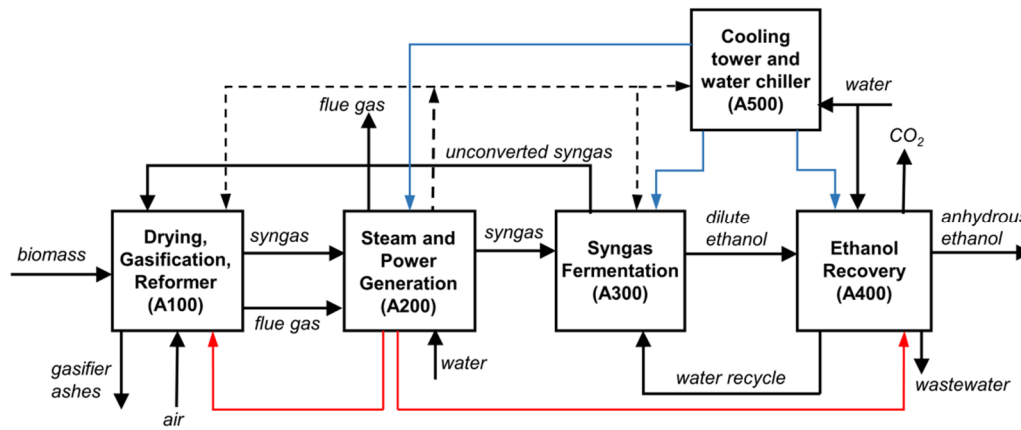 Cooling
tower and
water chiller
(A500)
water
flue gas
CO2
unconverted syngas
biomass
Drying,
Gasification,
Reformer
(A100)
syngas
flue gas
Steam and
Power
Generation
(A200)
syngas
Syngas
Fermentation
(A300)
dilute
ethanol
Ethanol
Recovery
(A400)
anhydrous
ethanol
gasifier
ashes
air
water
water recycle
wastewater